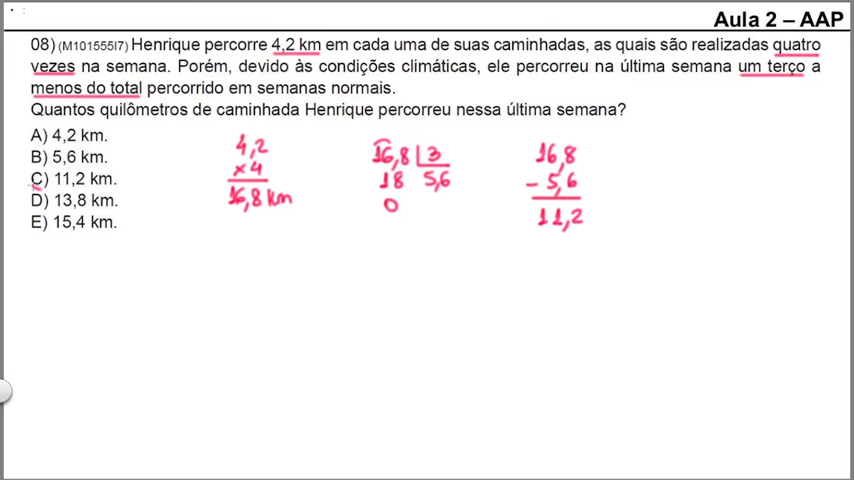 Aula 2 – AAP
08) (M101555I7) Henrique percorre 4,2 km em cada uma de suas caminhadas, as quais são realizadas quatro
vezes na semana. Porém, devido às condições climáticas, ele percorreu na última semana um terço a
menos do total percorrido em semanas normais.
Quantos quilômetros de caminhada Henrique percorreu nessa última semana?
A) 4,2 km.
B) 5,6 km.
C) 11,2 km.
D) 13,8 km.
E) 15,4 km.
4,2
×4
16,8 km
16,8 3
18 5,6
0
16,8
- 5,6
11,2